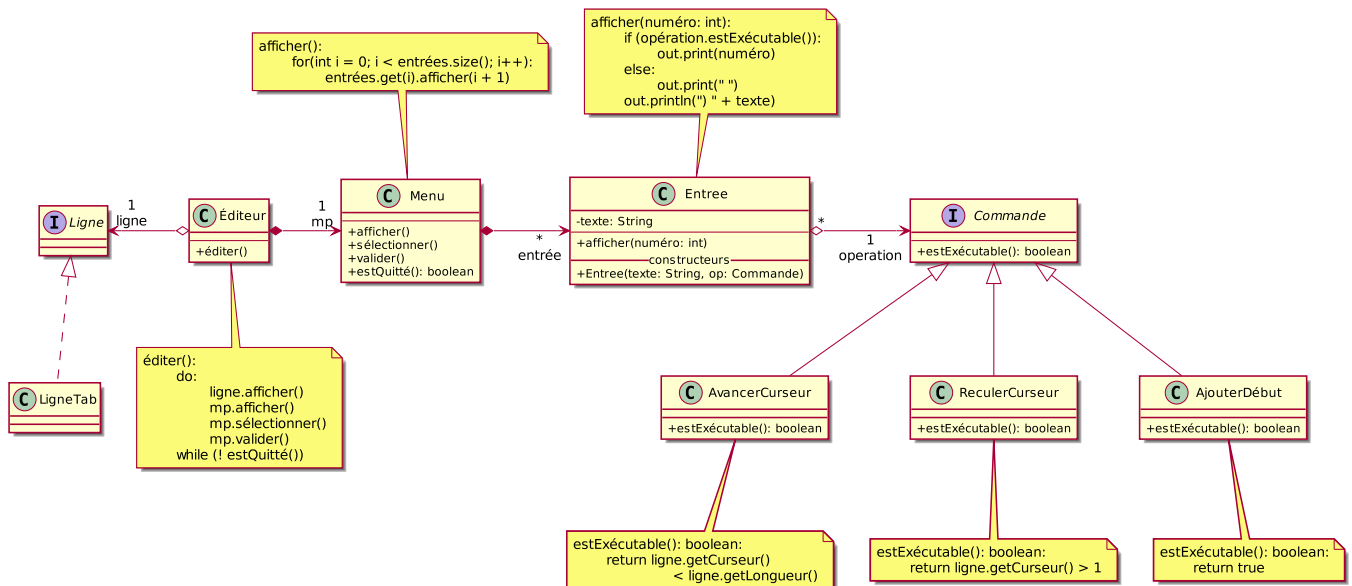 afficher():
for(int i = 0; i < entrées.size(); i++):
entrées.get(i).afficher(i + 1)
afficher(numéro: int):
if (opération.estExécutable()):
out.print(numéro)
else:
out.print(" ")
out.println(") " + texte)
I Ligne
1
ligne
C Éditeur
+éditer()
1
mp
C Menu
+afficher()
+sélectionner()
+valider()
+estQuitté(): boolean
*
entrée
C Entree
-texte: String
+afficher(numéro: int)
constructeurs
+Entree(texte: String, op: Commande)
*
1
operation
I Commande
+estExécutable(): boolean
C LigneTab
éditer():
do:
ligne.afficher()
mp.afficher()
mp.sélectionner()
mp.valider()
while (! estQuitté())
C AvancerCurseur
+estExécutable(): boolean
C ReculerCurseur
+estExécutable(): boolean
C AjouterDébut
+estExécutable(): boolean
estExécutable(): boolean:
return ligne.getCurseur()
< ligne.getLongueur()
estExécutable(): boolean:
return ligne.getCurseur() > 1
estExécutable(): boolean:
return true